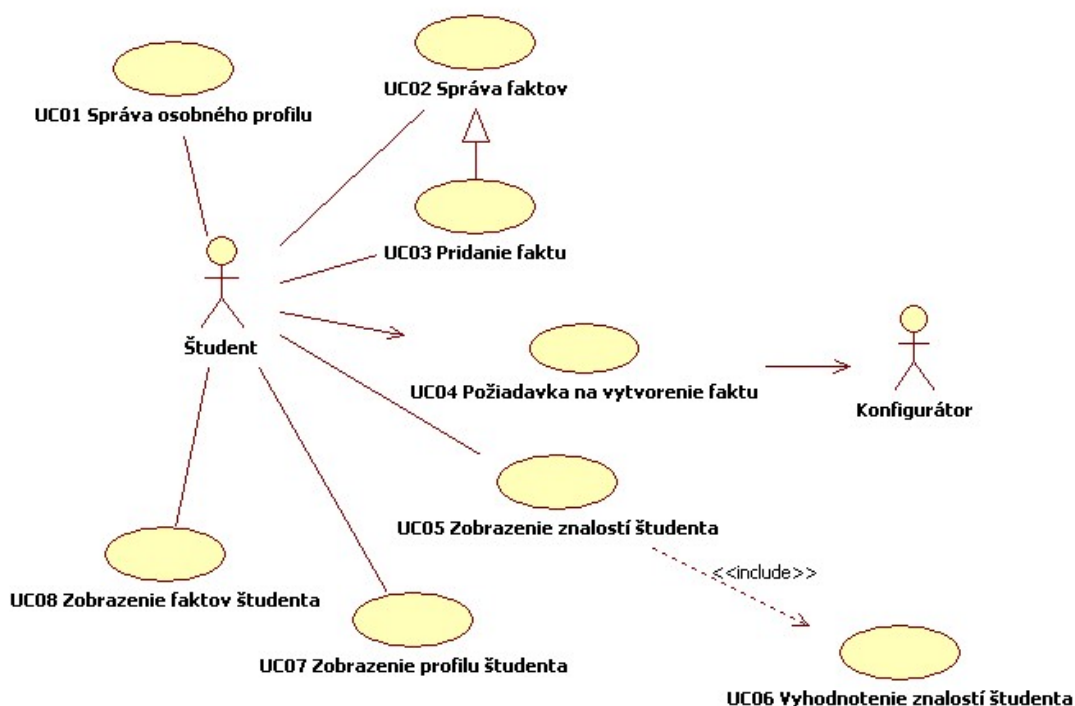 UC01 Správa osobného profilu
UC02 Správa faktov
UC03 Pridanie faktu
Študent
UC04 Požiadavka na vytvorenie faktu
Konfigurátor
UC05 Zobrazenie znalostí študenta
<<include>>
UC08 Zobrazenie faktov študenta
UC07 Zobrazenie profilu študenta
UC06 Vyhodnotenie znalostí študenta